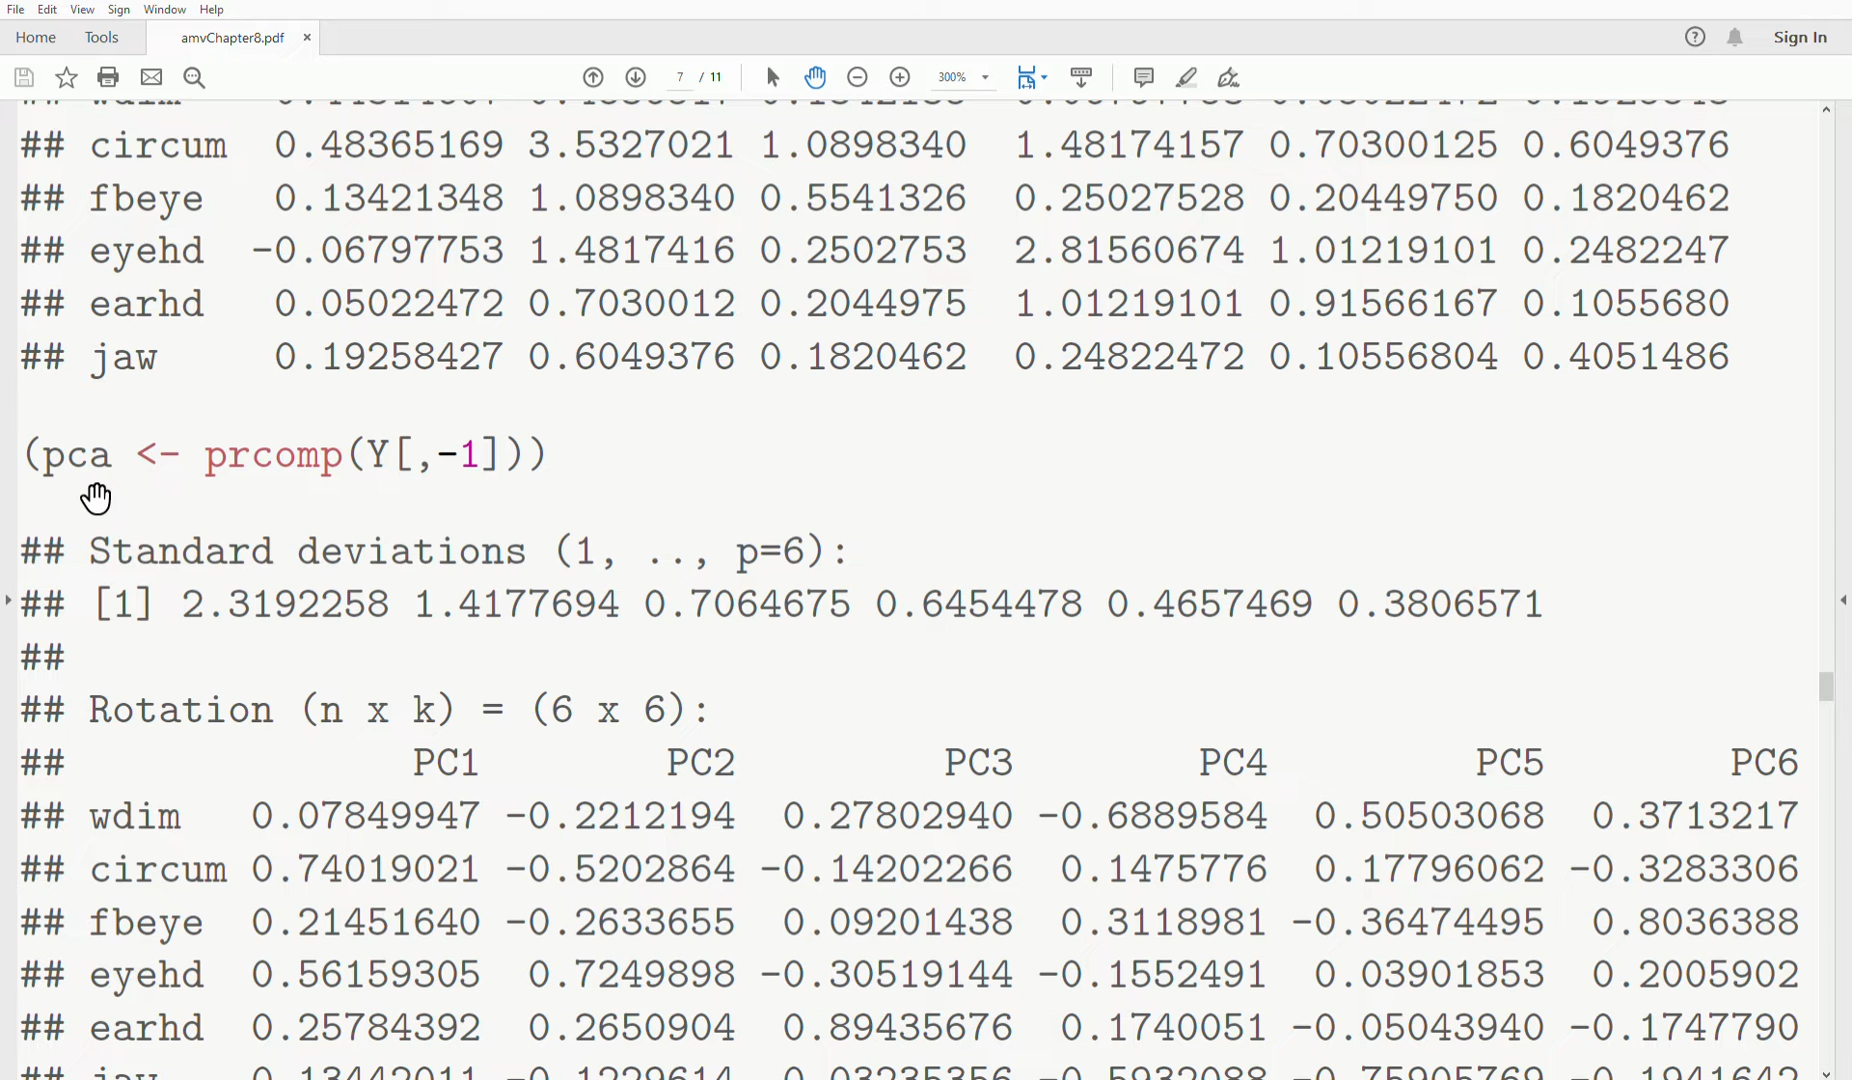 File Edit View Sign Window Help
Home Tools amvChapter8.pdf × Sign In
7 / 11 300%
## circum 0.48365169 3.5327021 1.0898340 1.48174157 0.70300125 0.6049376
## fbeye 0.13421348 1.0898340 0.5541326 0.25027528 0.20449750 0.1820462
## eyehd -0.06797753 1.4817416 0.2502753 2.81560674 1.01219101 0.2482247
## earhd 0.05022472 0.7030012 0.2044975 1.01219101 0.91566167 0.1055680
## jaw 0.19258427 0.6049376 0.1820462 0.24822472 0.10556804 0.4051486
(pca <- prcomp(Y[,-1]))
## Standard deviations (1, .., p=6):
## [1] 2.3192258 1.4177694 0.7064675 0.6454478 0.4657469 0.3806571
##
## Rotation (n x k) = (6 x 6):
## PC1 PC2 PC3 PC4 PC5 PC6
## wdim 0.07849947 -0.2212194 0.27802940 -0.6889584 0.50503068 0.3713217
## circum 0.74019021 -0.5202864 -0.14202266 0.1475776 0.17796062 -0.3283306
## fbeye 0.21451640 -0.2633655 0.09201438 0.3118981 -0.36474495 0.8036388
## eyehd 0.56159305 0.7249898 -0.30519144 -0.1552491 0.03901853 0.2005902
## earhd 0.25784392 0.2650904 0.89435676 0.1740051 -0.05043940 -0.1747790